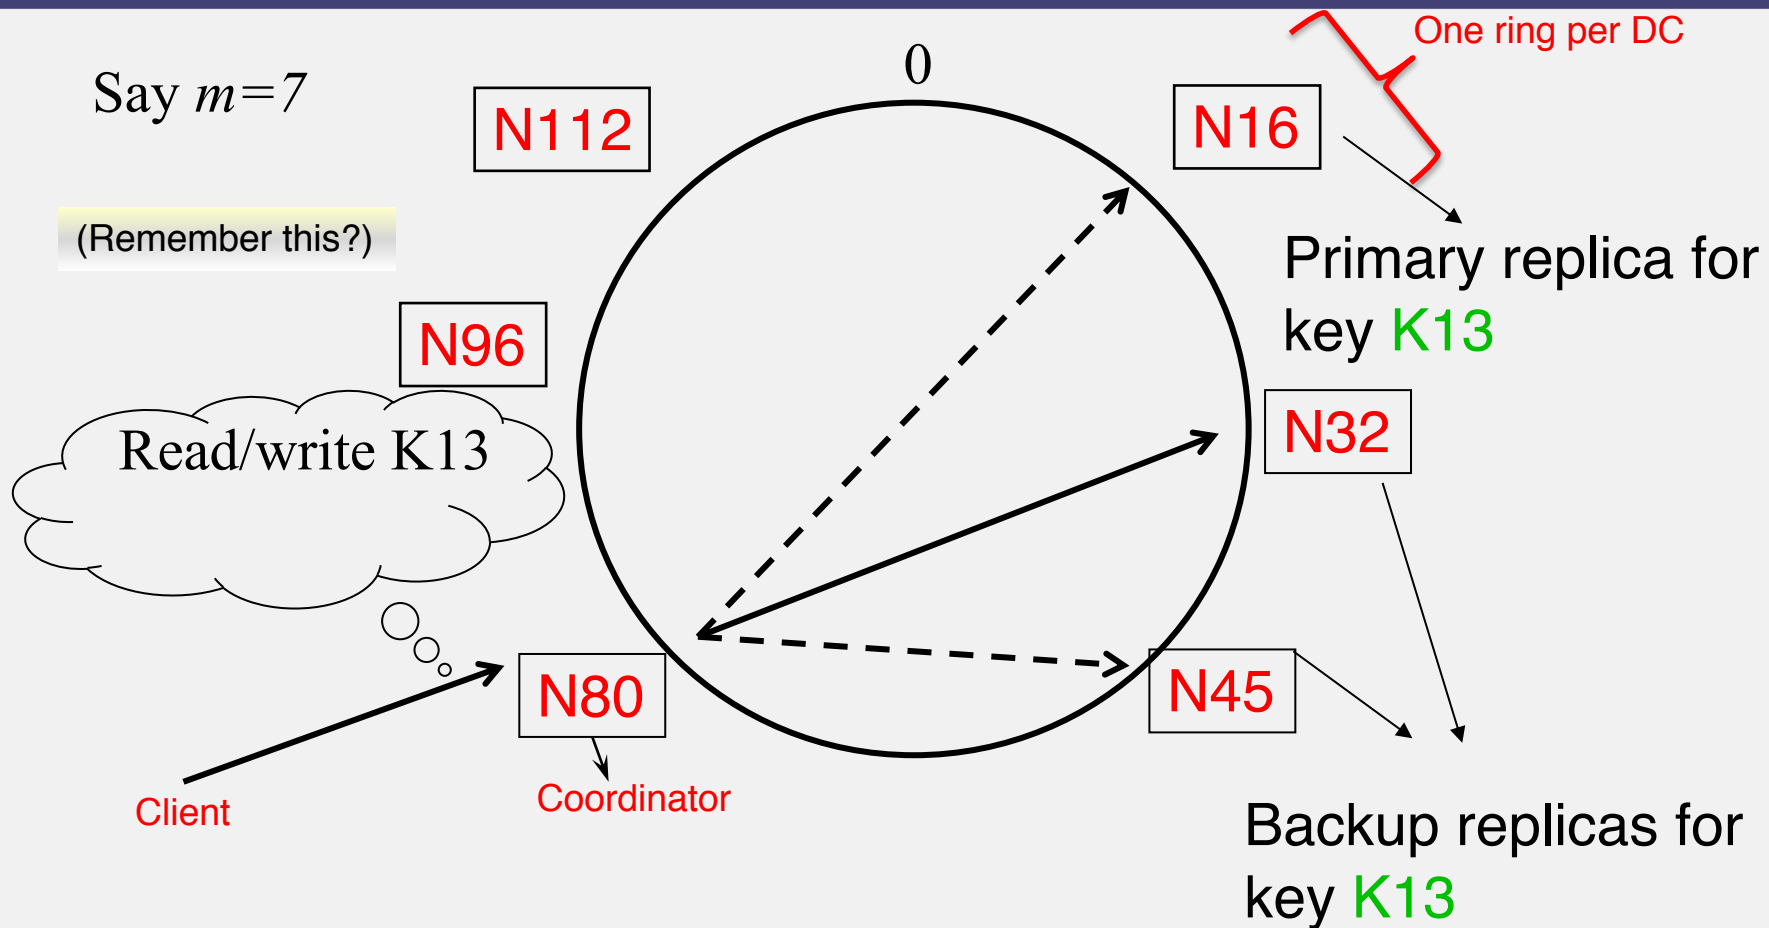 One ring per DC
Say m=7
0
N112
N16
(Remember this?)
Primary replica for
key K13
N96
N32
Read/write K13
N80
N45
Client
Coordinator
Backup replicas for
key K13